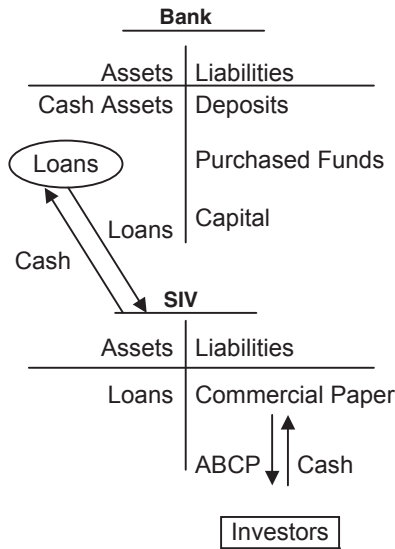 Bank
Assets Liabilities
Cash Assets Deposits
Loans Purchased Funds
Loans Capital
Cash
SIV
Assets Liabilities
Loans Commercial Paper
ABCP Cash
Investors